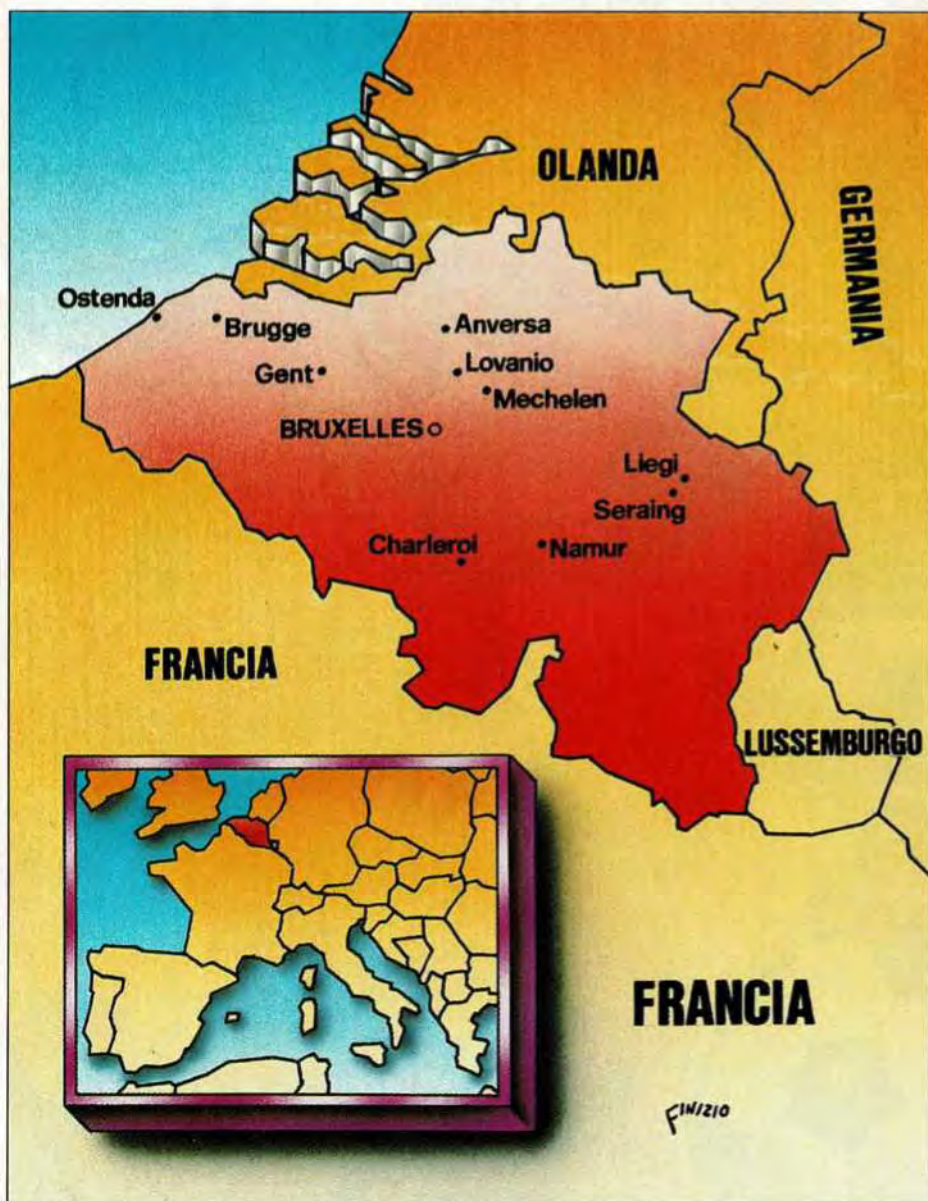 OLANDA
GERMANIA
Ostenda
Brugge
Anversa
Gent
Lovanio
Mechelen
BRUXELLES
Liegi
Seraing
Charleroi
Namur
FRANCIA
LUSSEMBURGO
FRANCIA
FINIZIO